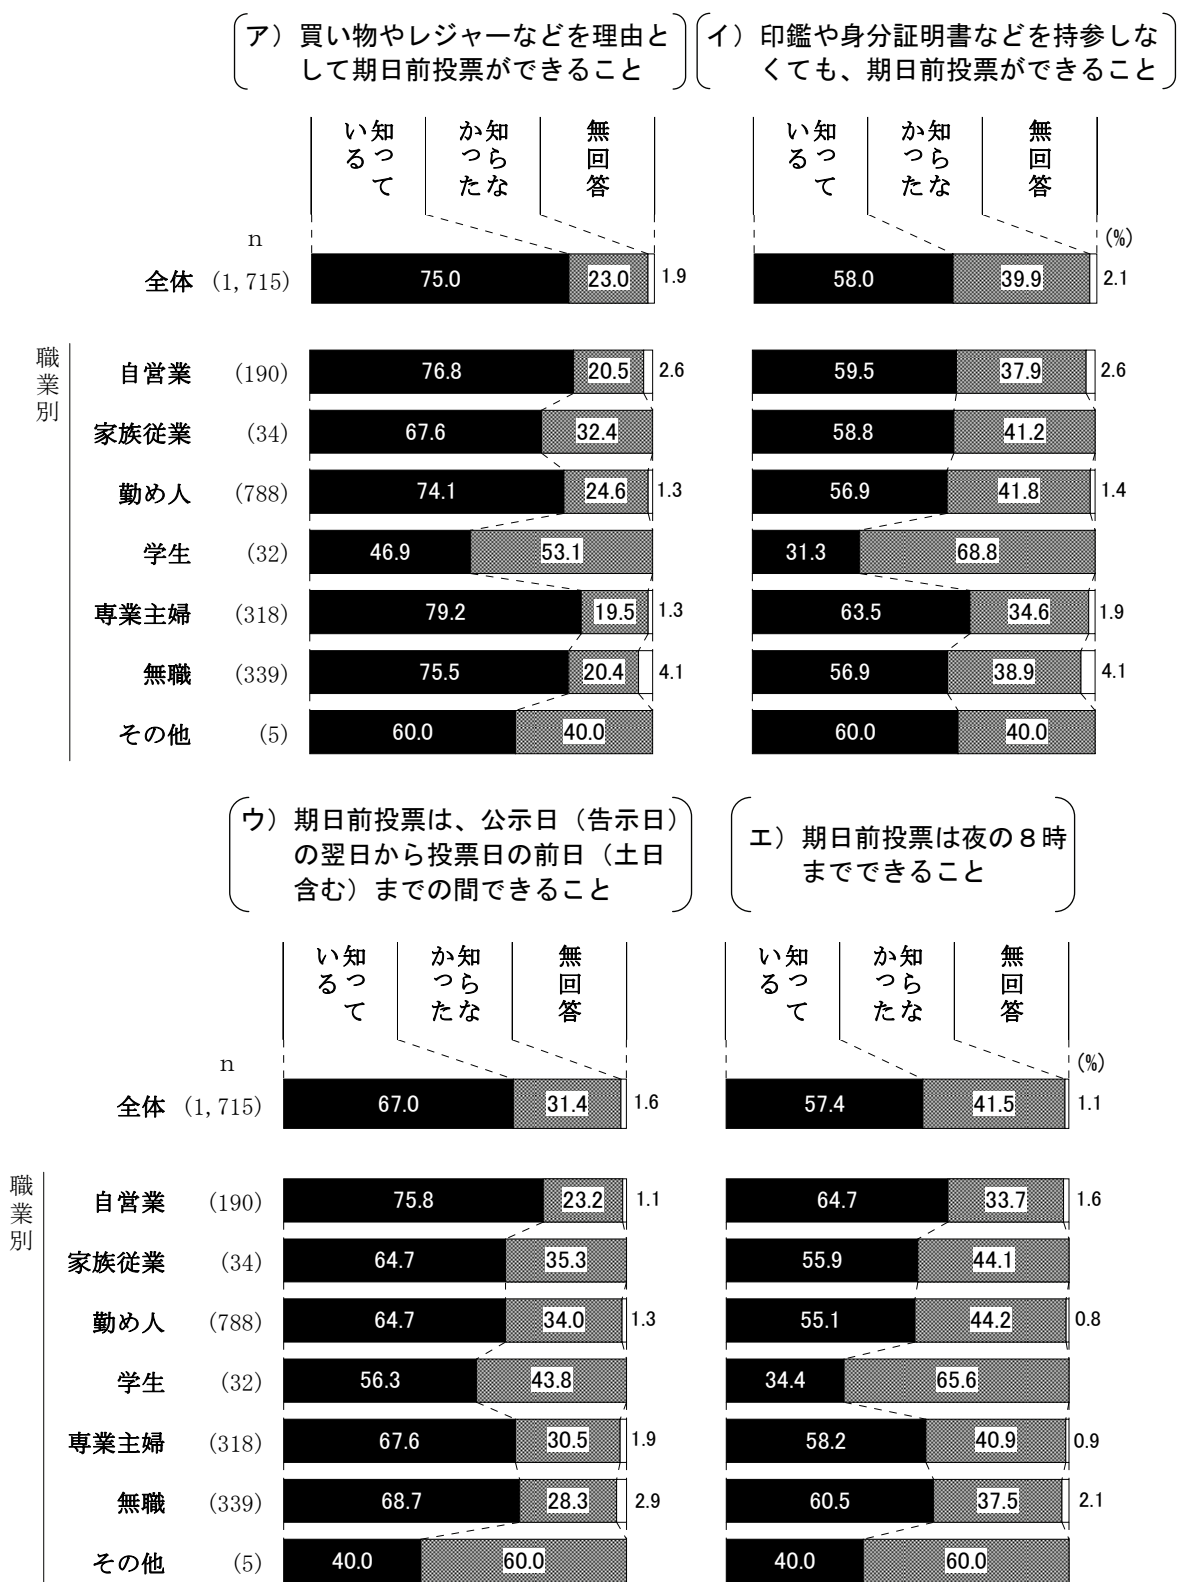 ア）買い物やレジャーなどを理由と
して期日前投票ができること
イ）印鑑や身分証明書などを持参しな
くても、期日前投票ができること
知っている
知らなかった
無回答
知っている
知らなかった
無回答
n
(%)
全体 (1,715) 75.0 23.0 1.9 58.0 39.9 2.1
職業別
自営業 (190) 76.8 20.5 2.6 59.5 37.9 2.6
家族従業 (34) 67.6 32.4 58.8 41.2
勤め人 (788) 74.1 24.6 1.3 56.9 41.8 1.4
学生 (32) 46.9 53.1 31.3 68.8
専業主婦 (318) 79.2 19.5 1.3 63.5 34.6 1.9
無職 (339) 75.5 20.4 4.1 56.9 38.9 4.1
その他 (5) 60.0 40.0 60.0 40.0
ウ）期日前投票は、公示日（告示日）
の翌日から投票日の前日（土日
含む）までの間できること
エ）期日前投票は夜の８時
までできること
知っている
知らなかった
無回答
知っている
知らなかった
無回答
n
(%)
全体 (1,715) 67.0 31.4 1.6 57.4 41.5 1.1
職業別
自営業 (190) 75.8 23.2 1.1 64.7 33.7 1.6
家族従業 (34) 64.7 35.3 55.9 44.1
勤め人 (788) 64.7 34.0 1.3 55.1 44.2 0.8
学生 (32) 56.3 43.8 34.4 65.6
専業主婦 (318) 67.6 30.5 1.9 58.2 40.9 0.9
無職 (339) 68.7 28.3 2.9 60.5 37.5 2.1
その他 (5) 40.0 60.0 40.0 60.0